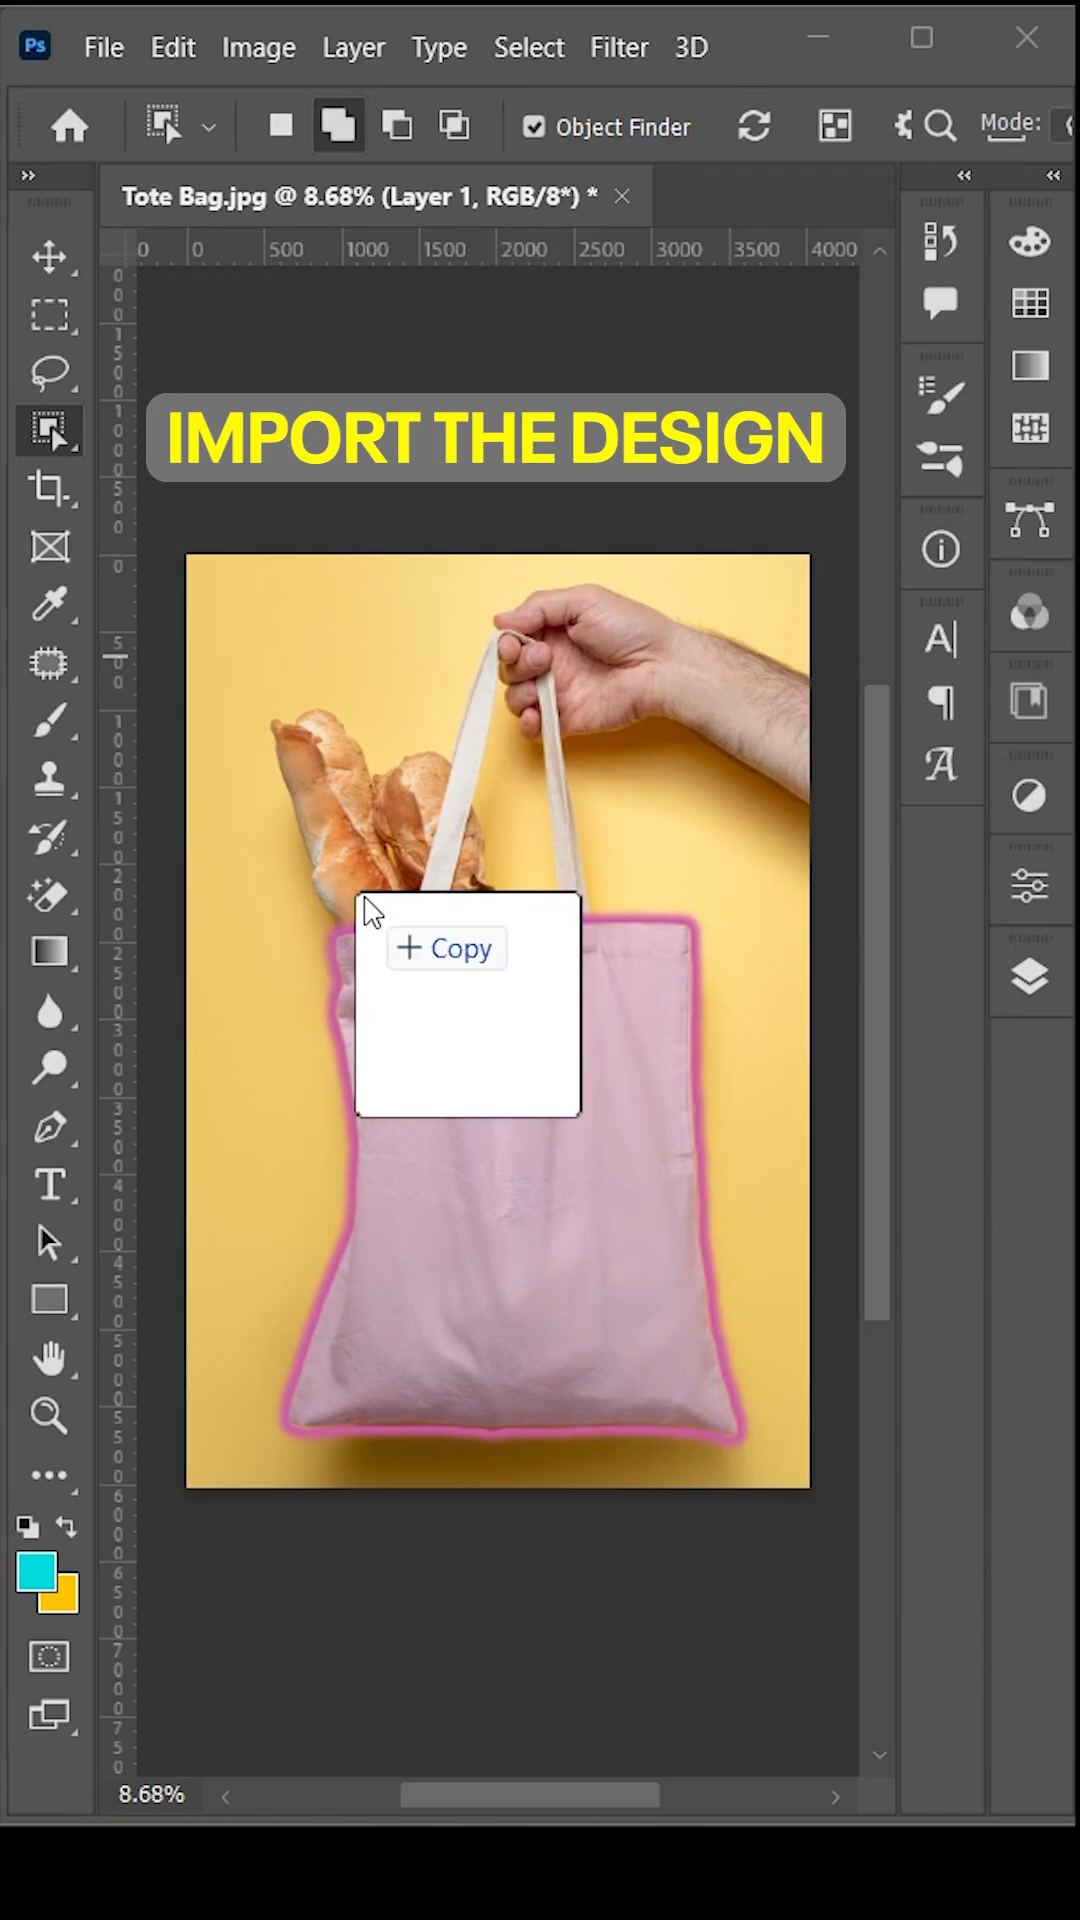 Ps File Edit Image Layer Type Select Filter 3D
Object Finder Mode:
Tote Bag.jpg @ 8.68% (Layer 1, RGB/8*) *
0 0 500 1000 1500 2000 2500 3000 3500 4000
IMPORT THE DESIGN
+ Copy
8.68%